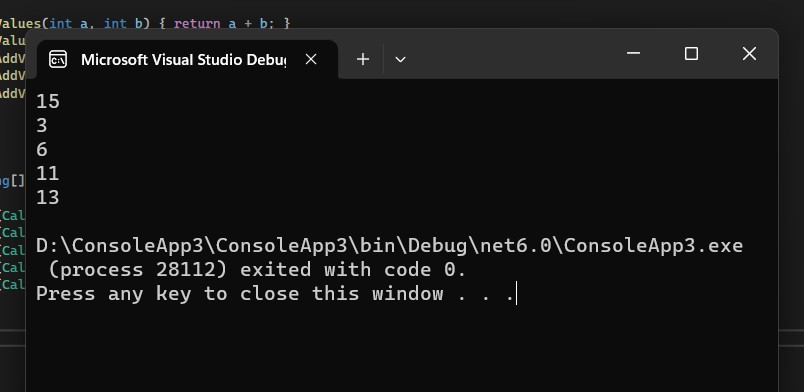 Values(int a, int b) { return a + b; }
Valu
AddV
AddV
AddV
ng[]
(Cal
(Cal
(Cal
(Cal
(Cal
C:\
Microsoft Visual Studio Debu
15
3
6
11
13
D:\ConsoleApp3\ConsoleApp3\bin\Debug\net6.0\ConsoleApp3.exe
(process 28112) exited with code 0.
Press any key to close this window . . .